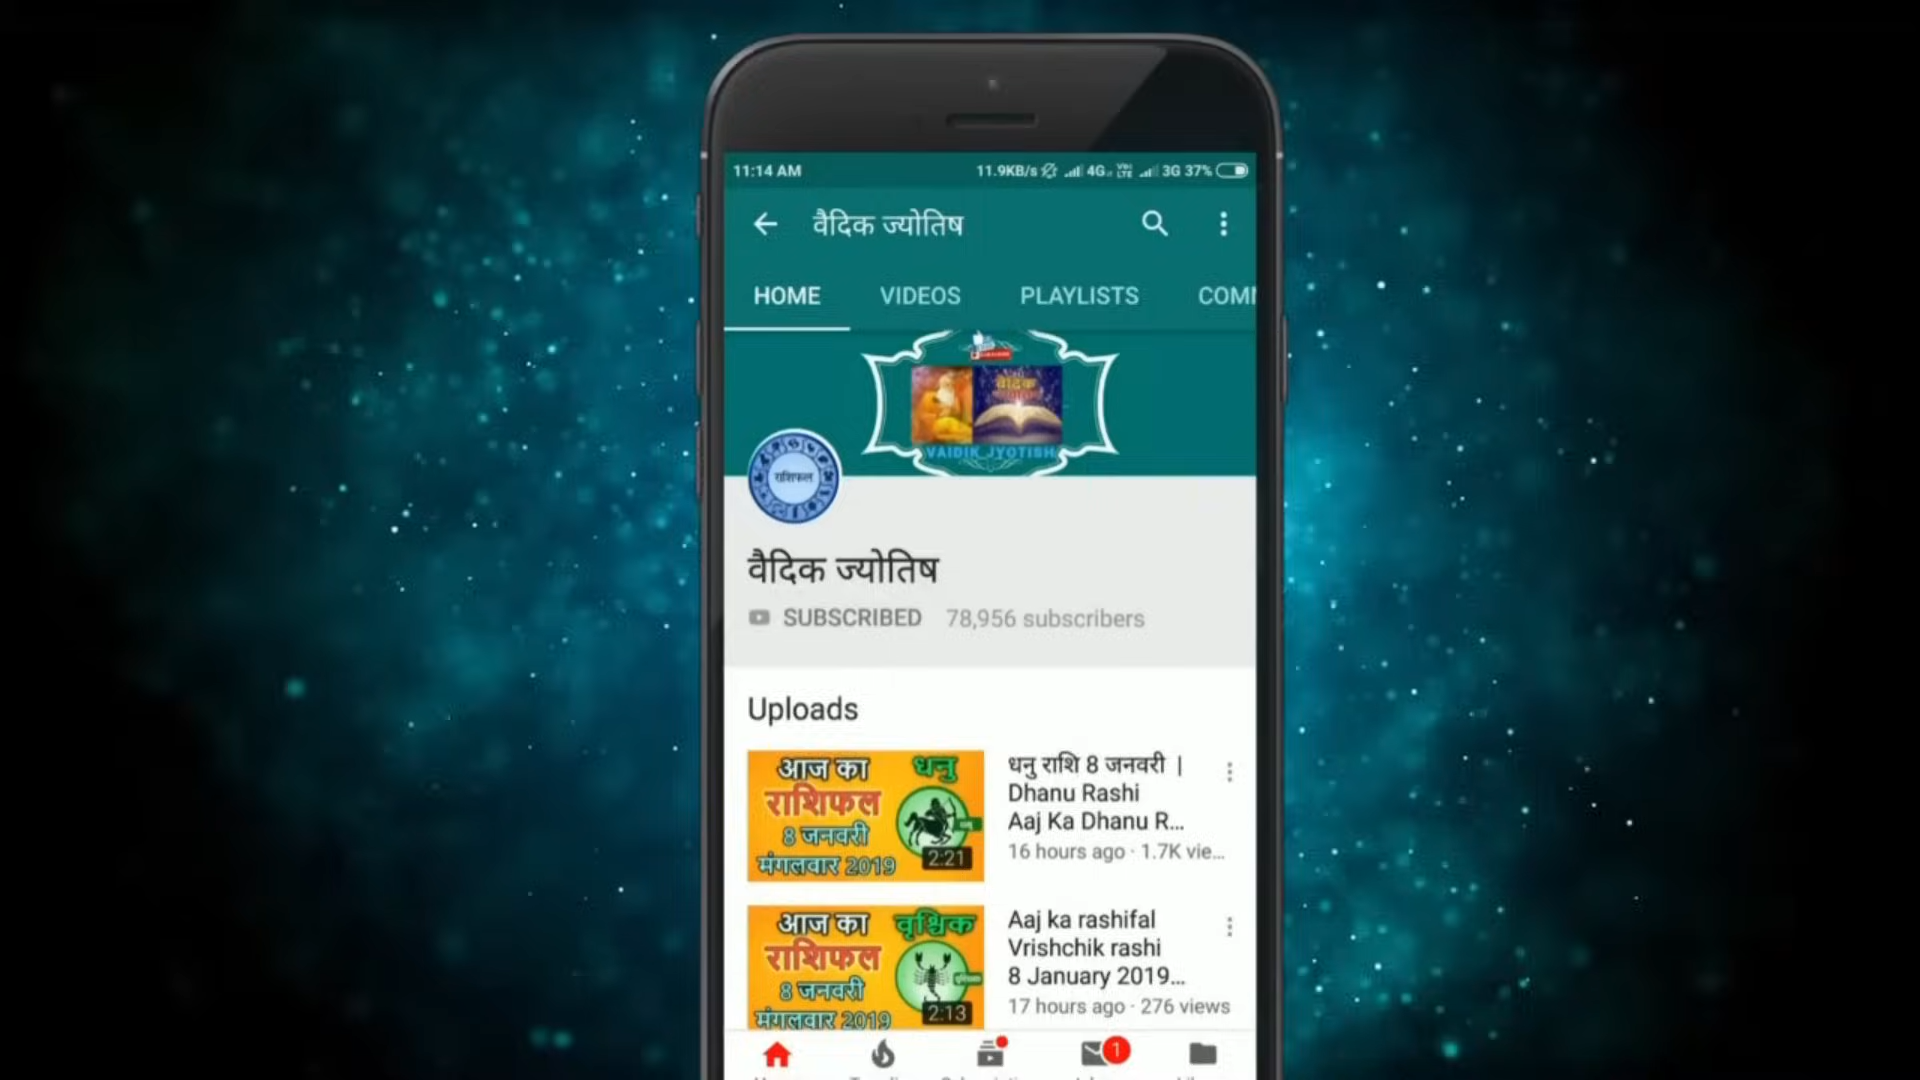 11:14 AM 11.9KB/s 4G VoLTE 3G 37%
वैदिक ज्योतिष
HOME VIDEOS PLAYLISTS COMM
वैदिक
VAIDIK JYOTISH
राशिफल
वैदिक ज्योतिष
SUBSCRIBED 78,956 subscribers
Uploads
आज का धनु
राशिफल
8 जनवरी
मंगलवार 2019
2:21
धनु राशि 8 जनवरी |
Dhanu Rashi
Aaj Ka Dhanu R...
16 hours ago · 1.7K vie...
आज का वृश्चिक
राशिफल
8 जनवरी
मंगलवार 2019
2:13
Aaj ka rashifal
Vrishchik rashi
8 January 2019...
17 hours ago · 276 views
1